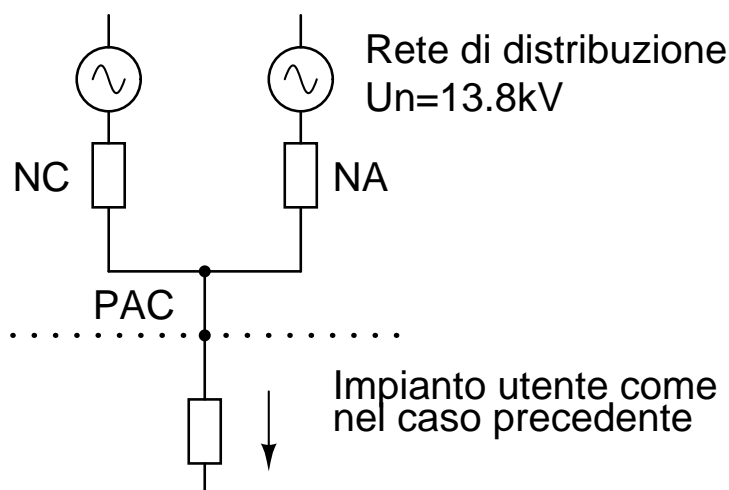 Rete di distribuzione
Un=13.8kV
NC
NA
PAC
Impianto utente come
nel caso precedente